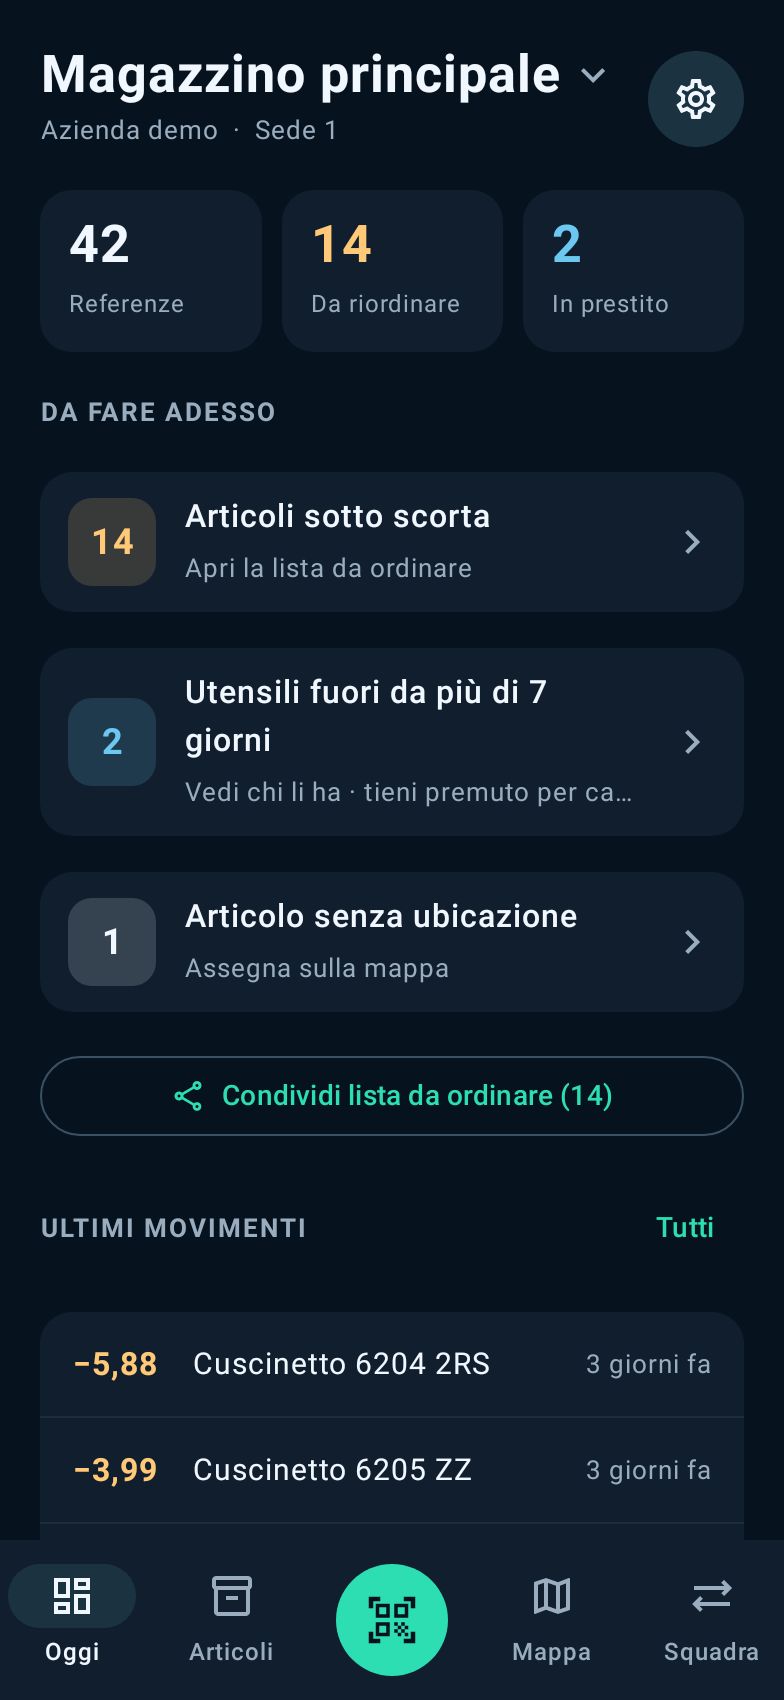 Magazzino principale
Azienda demo · Sede 1
42
Referenze
14
Da riordinare
2
In prestito
DA FARE ADESSO
14
Articoli sotto scorta
Apri la lista da ordinare
2
Utensili fuori da più di 7
giorni
Vedi chi li ha · tieni premuto per ca…
1
Articolo senza ubicazione
Assegna sulla mappa
Condividi lista da ordinare (14)
ULTIMI MOVIMENTI
Tutti
−5,88 Cuscinetto 6204 2RS 3 giorni fa
−3,99 Cuscinetto 6205 ZZ 3 giorni fa
Oggi
Articoli
Mappa
Squadra